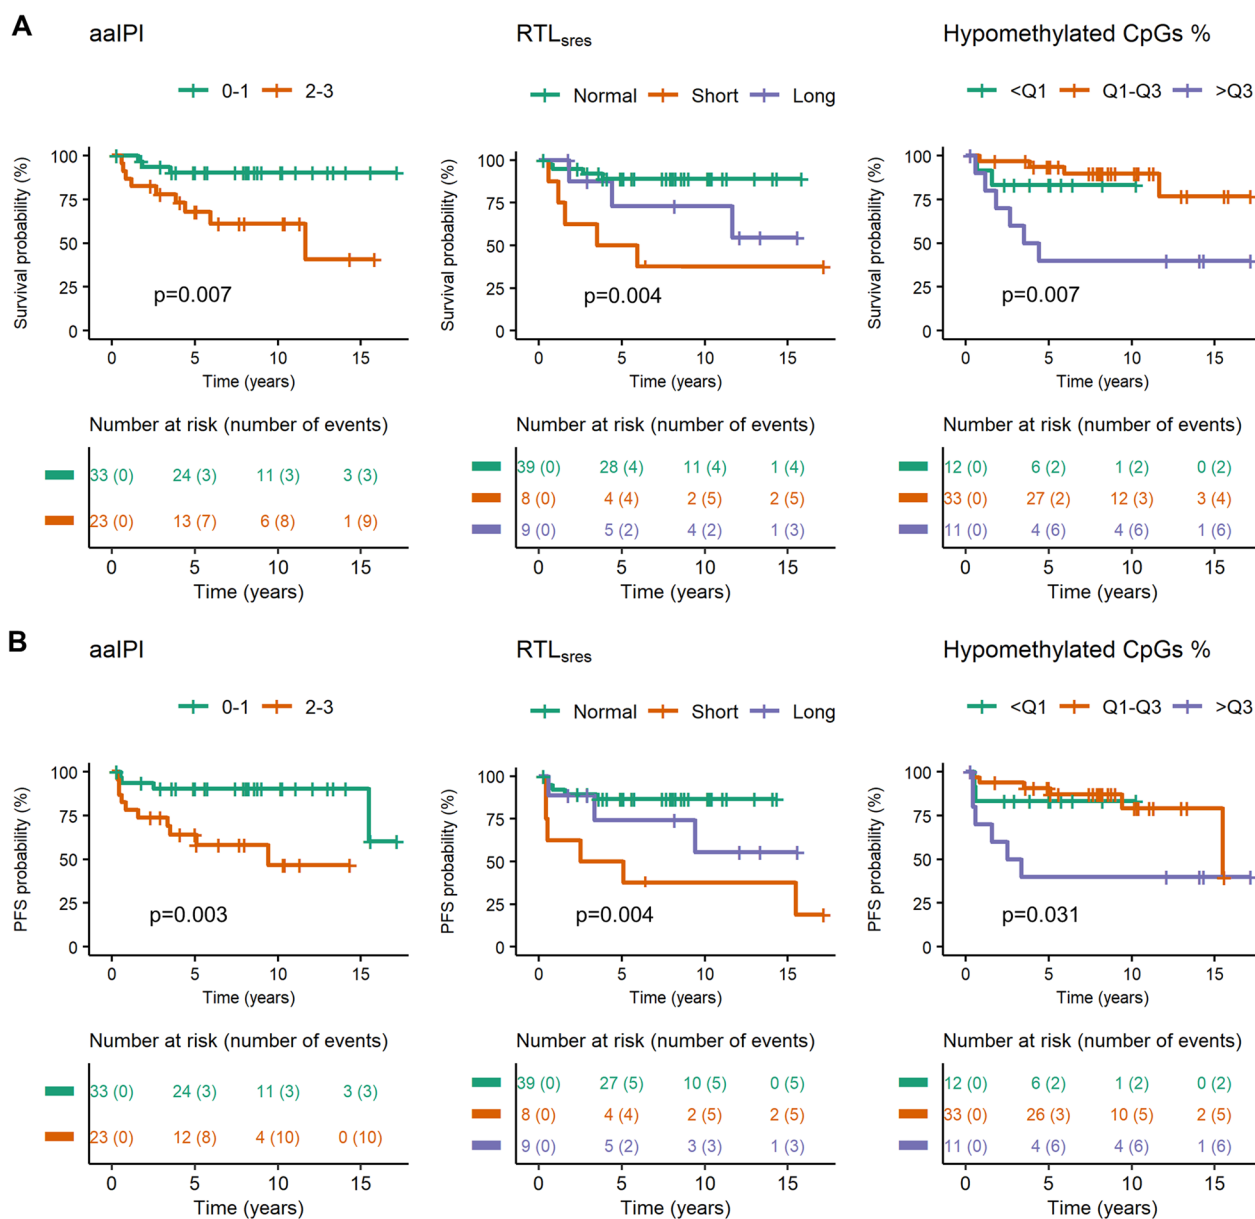 A
aaIPI
RTLsres
Hypomethylated CpGs %
0-1 2-3
Normal Short Long
<Q1 Q1-Q3 >Q3
Survival probability (%)
100
75
50
25
0
p=0.007
0 5 10 15
Time (years)
Survival probability (%)
100
75
50
25
0
p=0.004
0 5 10 15
Time (years)
Survival probability (%)
100
75
50
25
0
p=0.007
0 5 10 15
Time (years)
Number at risk (number of events)
33 (0) 24 (3) 11 (3) 3 (3)
23 (0) 13 (7) 6 (8) 1 (9)
0 5 10 15
Time (years)
Number at risk (number of events)
39 (0) 28 (4) 11 (4) 1 (4)
8 (0) 4 (4) 2 (5) 2 (5)
9 (0) 5 (2) 4 (2) 1 (3)
0 5 10 15
Time (years)
Number at risk (number of events)
12 (0) 6 (2) 1 (2) 0 (2)
33 (0) 27 (2) 12 (3) 3 (4)
11 (0) 4 (6) 4 (6) 1 (6)
0 5 10 15
Time (years)
B
aaIPI
RTLsres
Hypomethylated CpGs %
0-1 2-3
Normal Short Long
<Q1 Q1-Q3 >Q3
PFS probability (%)
100
75
50
25
0
p=0.003
0 5 10 15
Time (years)
PFS probability (%)
100
75
50
25
0
p=0.004
0 5 10 15
Time (years)
PFS probability (%)
100
75
50
25
0
p=0.031
0 5 10 15
Time (years)
Number at risk (number of events)
33 (0) 24 (3) 11 (3) 3 (3)
23 (0) 12 (8) 4 (10) 0 (10)
0 5 10 15
Time (years)
Number at risk (number of events)
39 (0) 27 (5) 10 (5) 0 (5)
8 (0) 4 (4) 2 (5) 2 (5)
9 (0) 5 (2) 3 (3) 1 (3)
0 5 10 15
Time (years)
Number at risk (number of events)
12 (0) 6 (2) 1 (2) 0 (2)
33 (0) 26 (3) 10 (5) 2 (5)
11 (0) 4 (6) 4 (6) 1 (6)
0 5 10 15
Time (years)